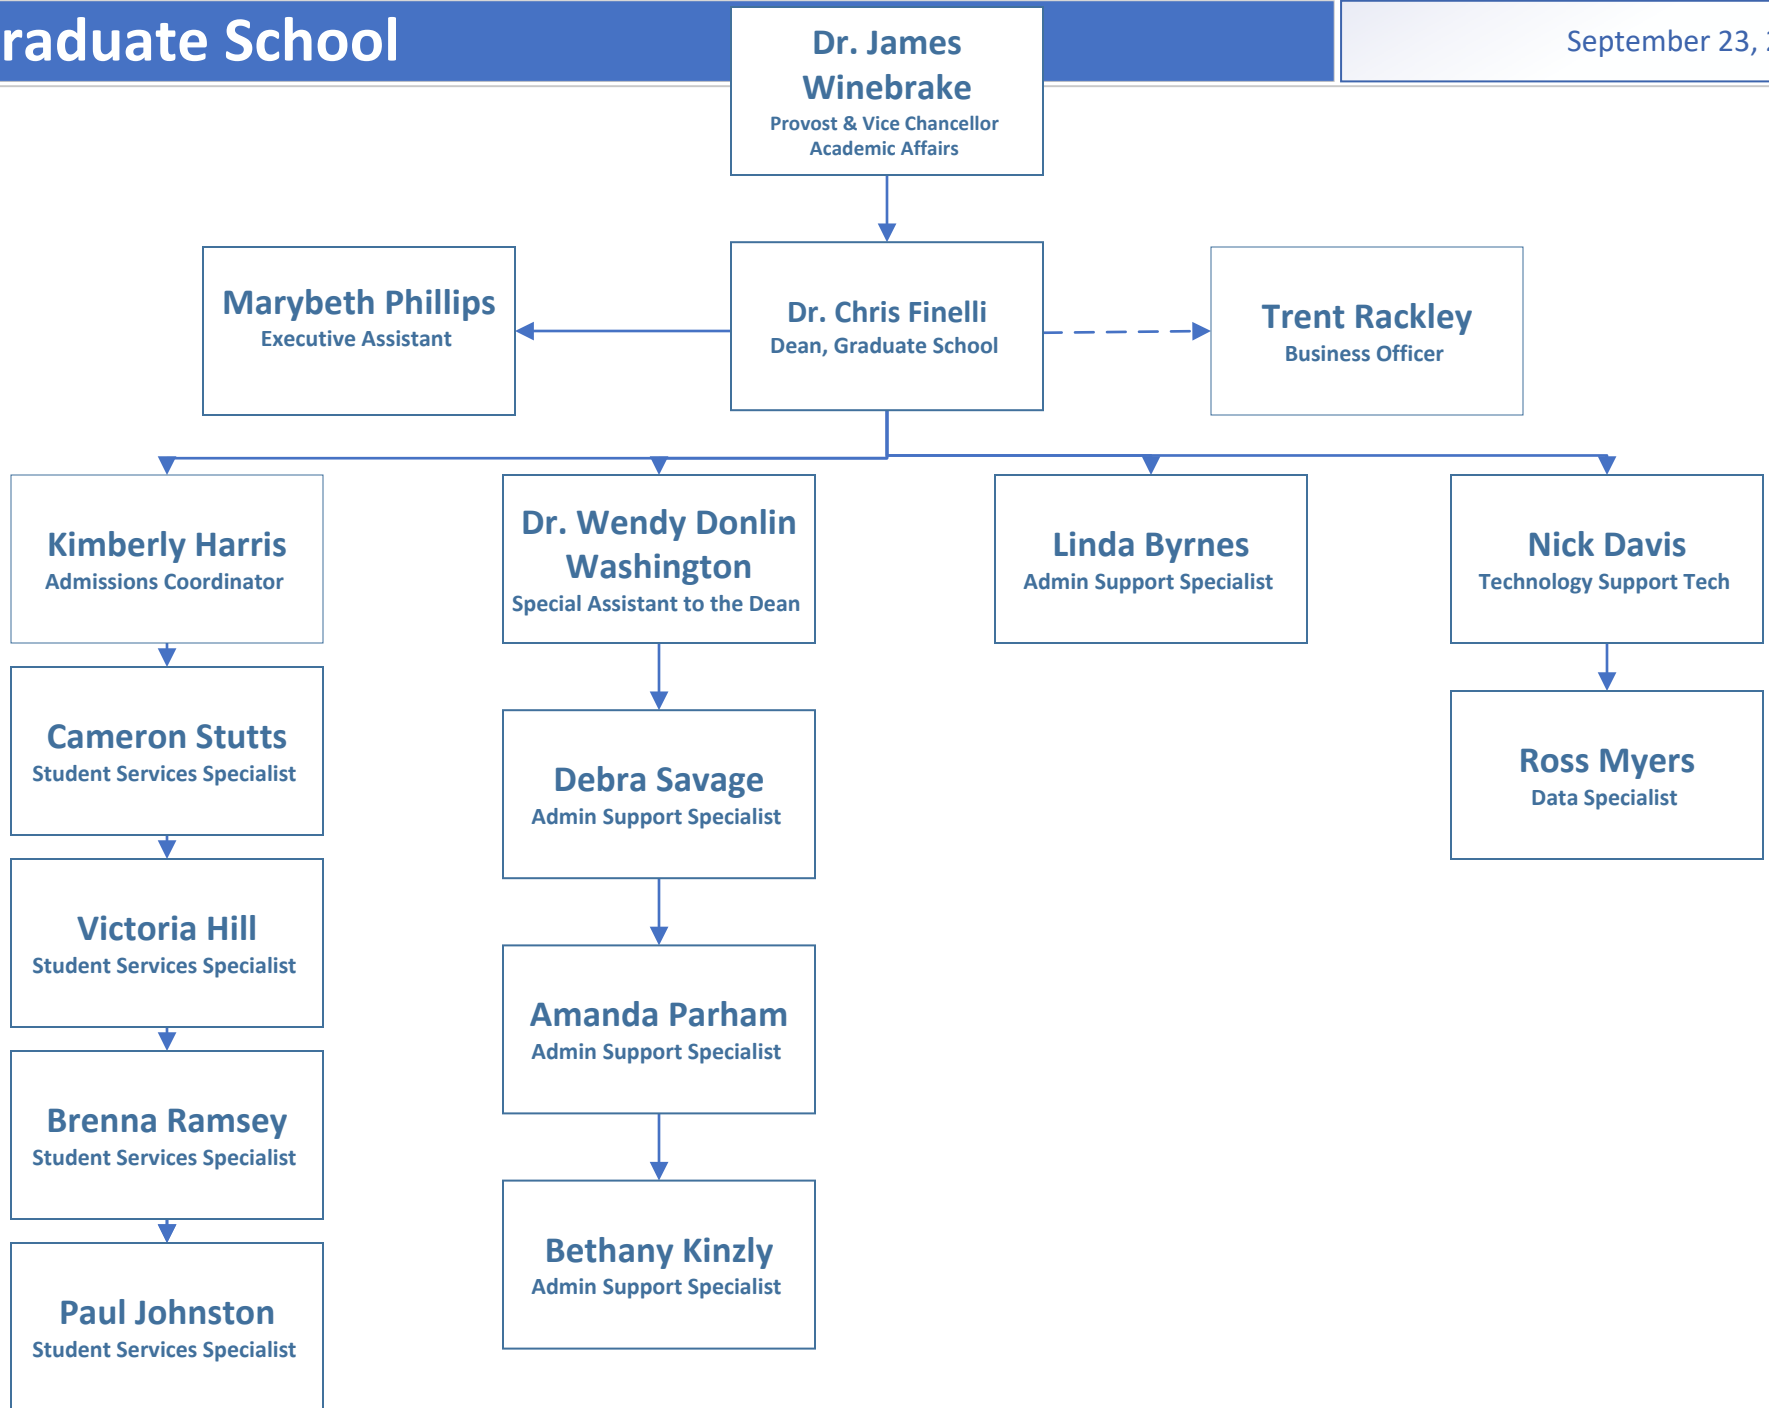 raduate School
September 23, 2
Dr. James
Winebrake
Provost & Vice Chancellor
Academic Affairs
Marybeth Phillips
Executive Assistant
Dr. Chris Finelli
Dean, Graduate School
Trent Rackley
Business Officer
Kimberly Harris
Admissions Coordinator
Dr. Wendy Donlin
Washington
Special Assistant to the Dean
Linda Byrnes
Admin Support Specialist
Nick Davis
Technology Support Tech
Cameron Stutts
Student Services Specialist
Debra Savage
Admin Support Specialist
Ross Myers
Data Specialist
Victoria Hill
Student Services Specialist
Amanda Parham
Admin Support Specialist
Brenna Ramsey
Student Services Specialist
Bethany Kinzly
Admin Support Specialist
Paul Johnston
Student Services Specialist